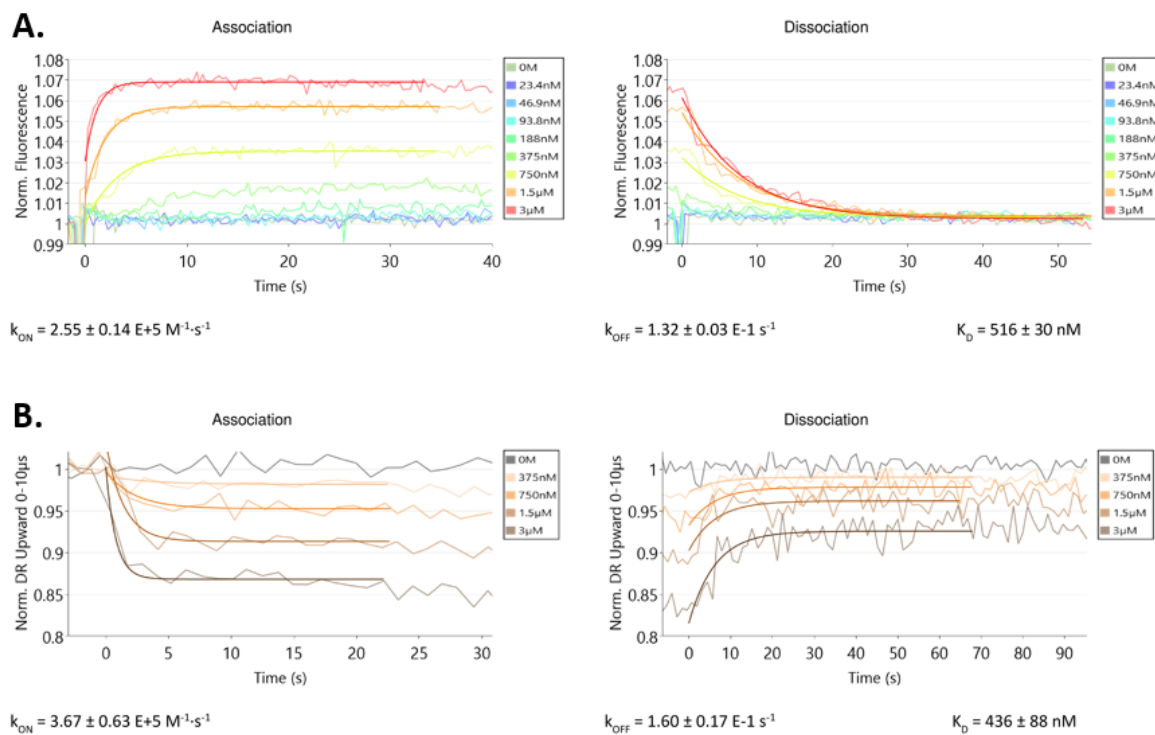 A.
Association
Norm. Fluorescence
1.08
1.07
1.06
1.05
1.04
1.03
1.02
1.01
1
0.99
0
10
20
30
40
Time (s)
0M
23.4nM
46.9nM
93.8nM
188nM
375nM
750nM
1.5µM
3µM
Dissociation
Norm. Fluorescence
1.08
1.07
1.06
1.05
1.04
1.03
1.02
1.01
1
0.99
0
10
20
30
40
50
Time (s)
0M
23.4nM
46.9nM
93.8nM
188nM
375nM
750nM
1.5µM
3µM
k_ON = 2.55 ± 0.14 E+5 M⁻¹·s⁻¹
k_OFF = 1.32 ± 0.03 E-1 s⁻¹
K_D = 516 ± 30 nM
B.
Association
Norm. DR Upward 0-10µs
1
0.95
0.9
0.85
0.8
0
5
10
15
20
25
30
Time (s)
0M
375nM
750nM
1.5µM
3µM
Dissociation
Norm. DR Upward 0-10µs
1
0.95
0.9
0.85
0.8
0
10
20
30
40
50
60
70
80
90
Time (s)
0M
375nM
750nM
1.5µM
3µM
k_ON = 3.67 ± 0.63 E+5 M⁻¹·s⁻¹
k_OFF = 1.60 ± 0.17 E-1 s⁻¹
K_D = 436 ± 88 nM